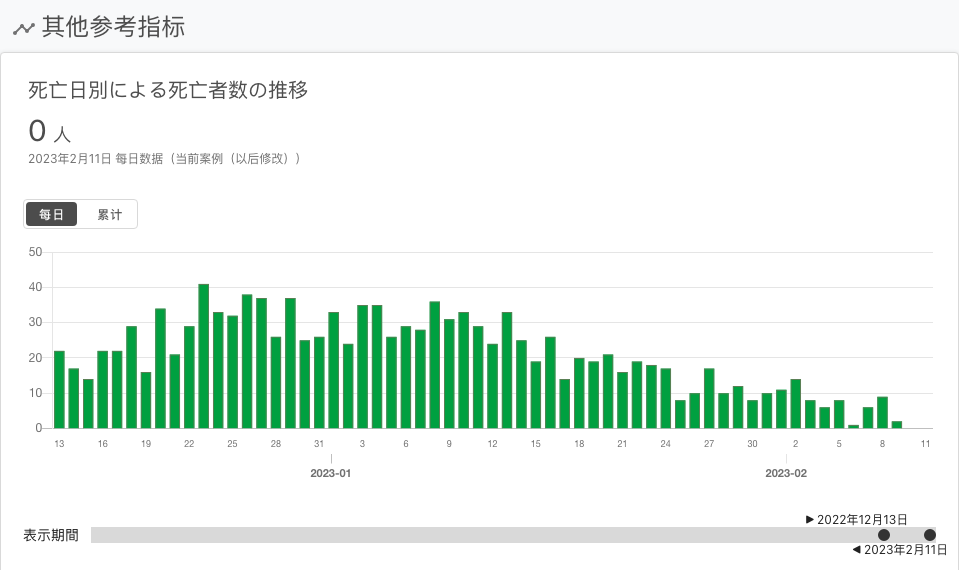 其他参考指标
死亡日別による死亡者数の推移
0 人
2023年2月11日 每日数据（当前案例（以后修改））
每日 累计
50
40
30
20
10
0
13 16 19 22 25 28 31 3 6 9 12 15 18 21 24 27 30 2 5 8 11
2023-01 2023-02
▶ 2022年12月13日
表示期間
◀ 2023年2月11日